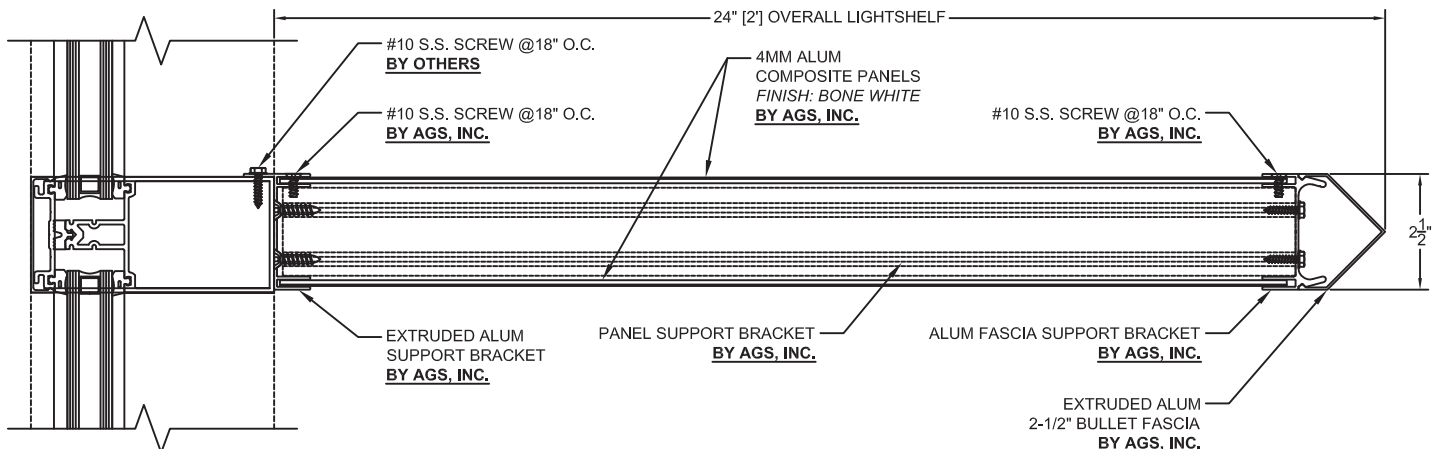 24" [2'] OVERALL LIGHTSHELF
#10 S.S. SCREW @18" O.C.
BY OTHERS
#10 S.S. SCREW @18" O.C.
BY AGS, INC.
4MM ALUM
COMPOSITE PANELS
FINISH: BONE WHITE
BY AGS, INC.
#10 S.S. SCREW @18" O.C.
BY AGS, INC.
2 1/2"
EXTRUDED ALUM
SUPPORT BRACKET
BY AGS, INC.
PANEL SUPPORT BRACKET
BY AGS, INC.
ALUM FASCIA SUPPORT BRACKET
BY AGS, INC.
EXTRUDED ALUM
2-1/2" BULLET FASCIA
BY AGS, INC.